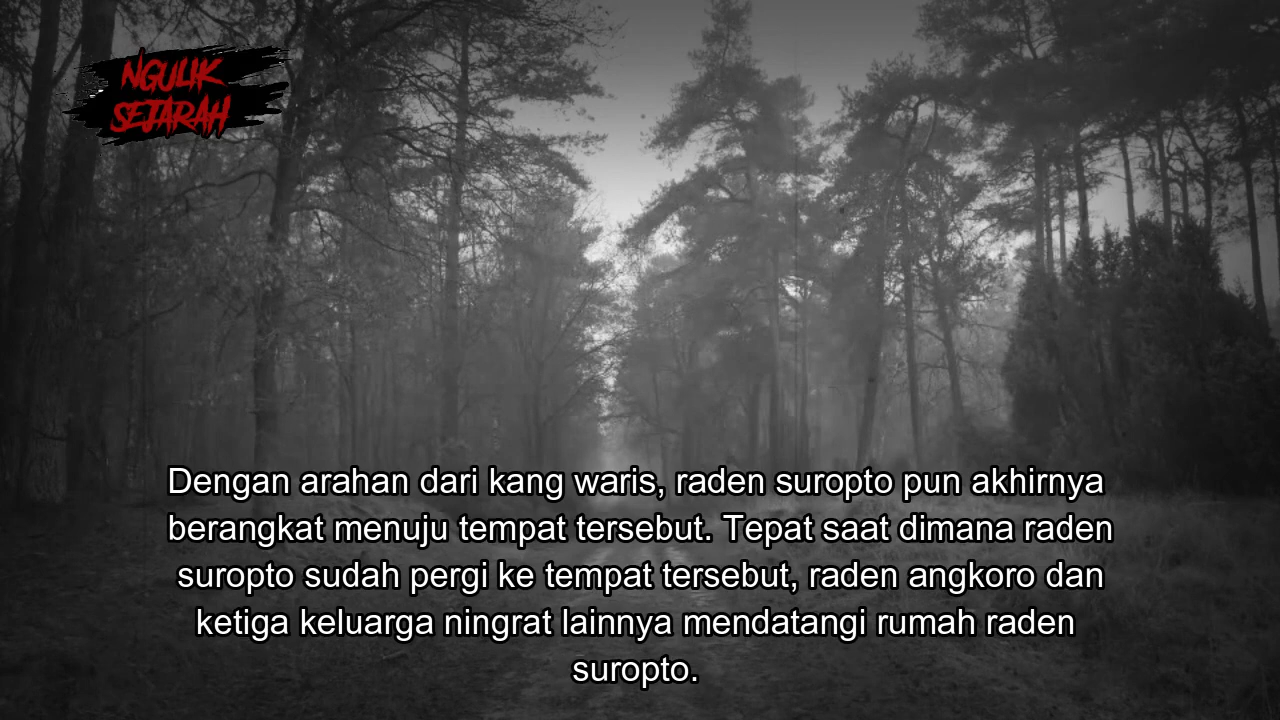 NGULIK
SEJARAH
Dengan arahan dari kang waris, raden suropto pun akhirnya
berangkat menuju tempat tersebut. Tepat saat dimana raden
suropto sudah pergi ke tempat tersebut, raden angkoro dan
ketiga keluarga ningrat lainnya mendatangi rumah raden
suropto.